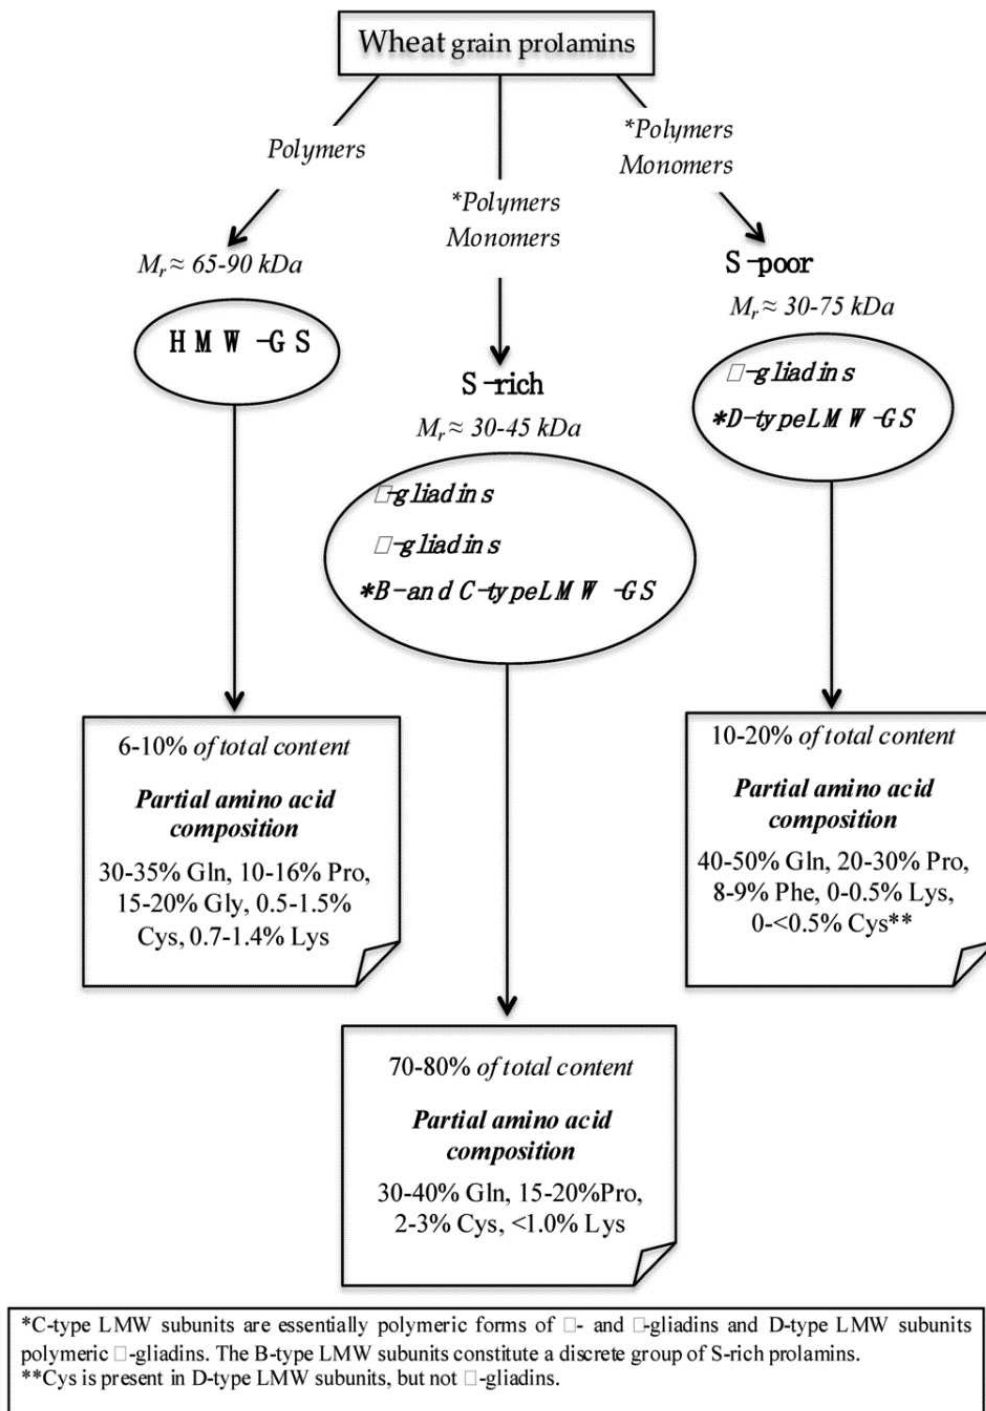 Wheat grain prolamins
Polymers
*Polymers
Monomers
*Polymers
Monomers
Mr ≈ 65-90 kDa
HMW-GS
S-rich
Mr ≈ 30-45 kDa
□-gliadins
□-gliadins
*B-and C-typeLMW-GS
S-poor
Mr ≈ 30-75 kDa
□-gliadins
*D-typeLMW-GS
6-10% of total content
Partial amino acid
composition
30-35% Gln, 10-16% Pro,
15-20% Gly, 0.5-1.5%
Cys, 0.7-1.4% Lys
70-80% of total content
Partial amino acid
composition
30-40% Gln, 15-20%Pro,
2-3% Cys, <1.0% Lys
10-20% of total content
Partial amino acid
composition
40-50% Gln, 20-30% Pro,
8-9% Phe, 0-0.5% Lys,
0-<0.5% Cys**
*C-type LMW subunits are essentially polymeric forms of □- and □-gliadins and D-type LMW subunits
polymeric □-gliadins. The B-type LMW subunits constitute a discrete group of S-rich prolamins.
**Cys is present in D-type LMW subunits, but not □-gliadins.